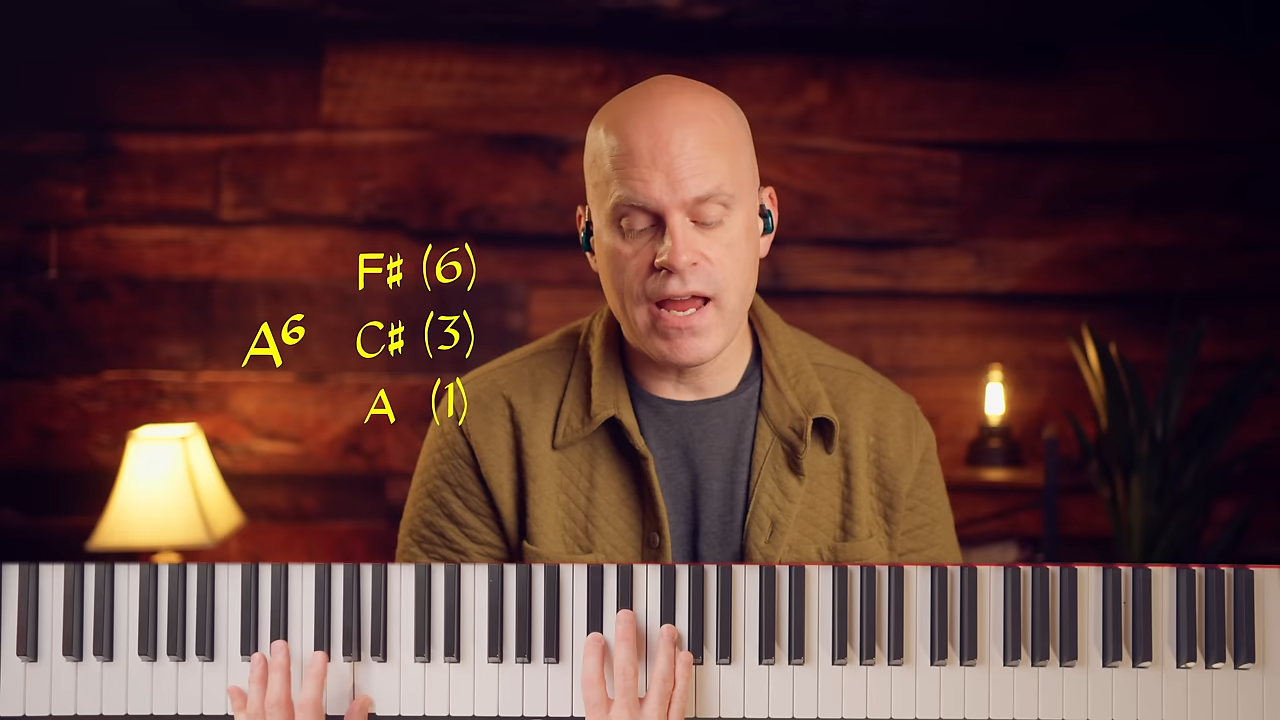 F♯ (6)
A⁶ C♯ (3)
A (1)